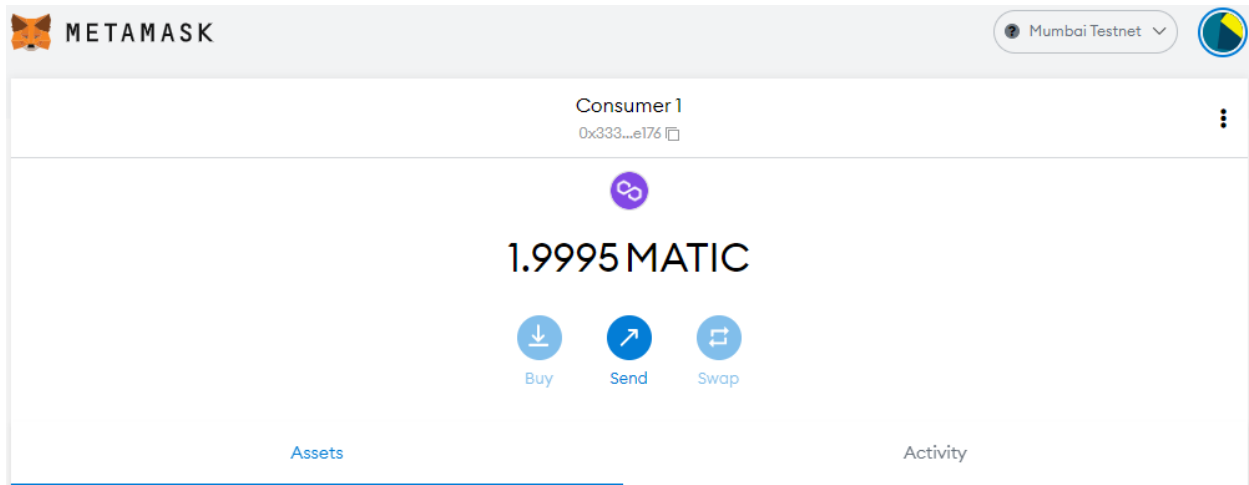 METAMASK
Mumbai Testnet
Consumer 1
0x333...e176
1.9995 MATIC
Buy Send Swap
Assets Activity